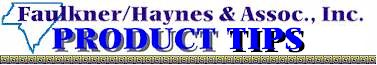 Faulkner/Haynes & Assoc., Inc.
PRODUCT TIPS